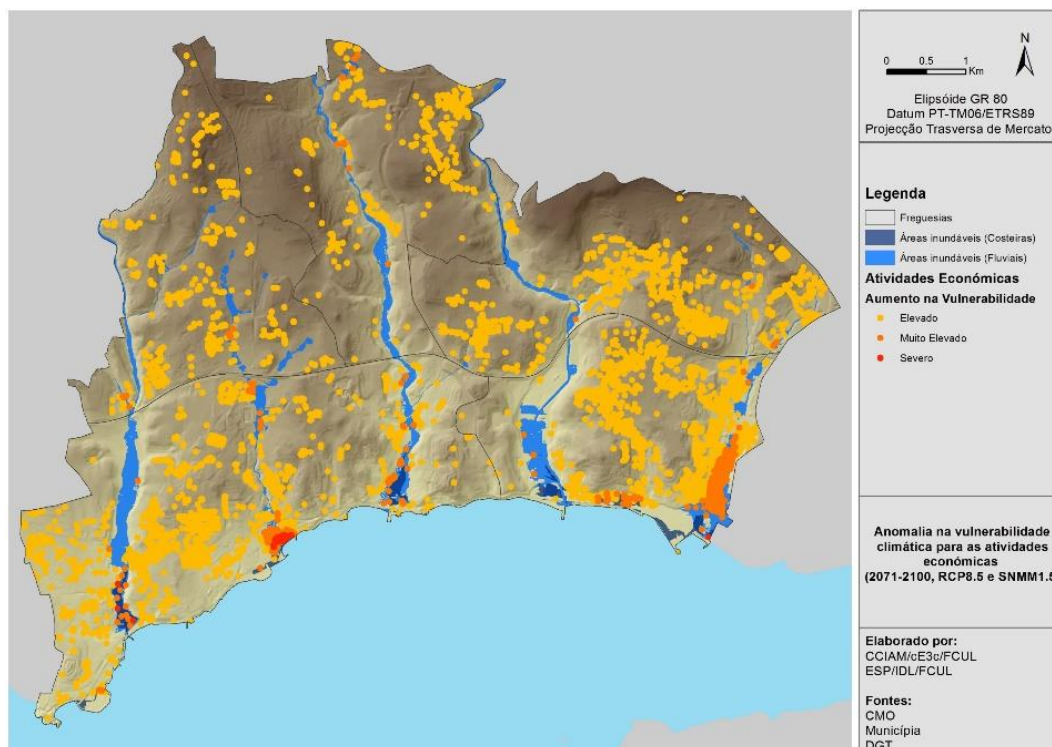 N
0 0.5 1
Km
Elipsóide GR 80
Datum PT-TM06/ETRS89
Projecção Trasversa de Mercato
Legenda
Freguesias
Áreas inundáveis (Costeiras)
Áreas inundáveis (Fluviais)
Atividades Económicas
Aumento na Vulnerabilidade
Elevado
Muito Elevado
Severo
Anomalia na vulnerabilidade
climática para as atividades
económicas
(2071-2100, RCP8.5 e SNMM1.5
Elaborado por:
CCIAM/cE3c/FCUL
ESP/IDL/FCUL
Fontes:
CMO
Município
DGT